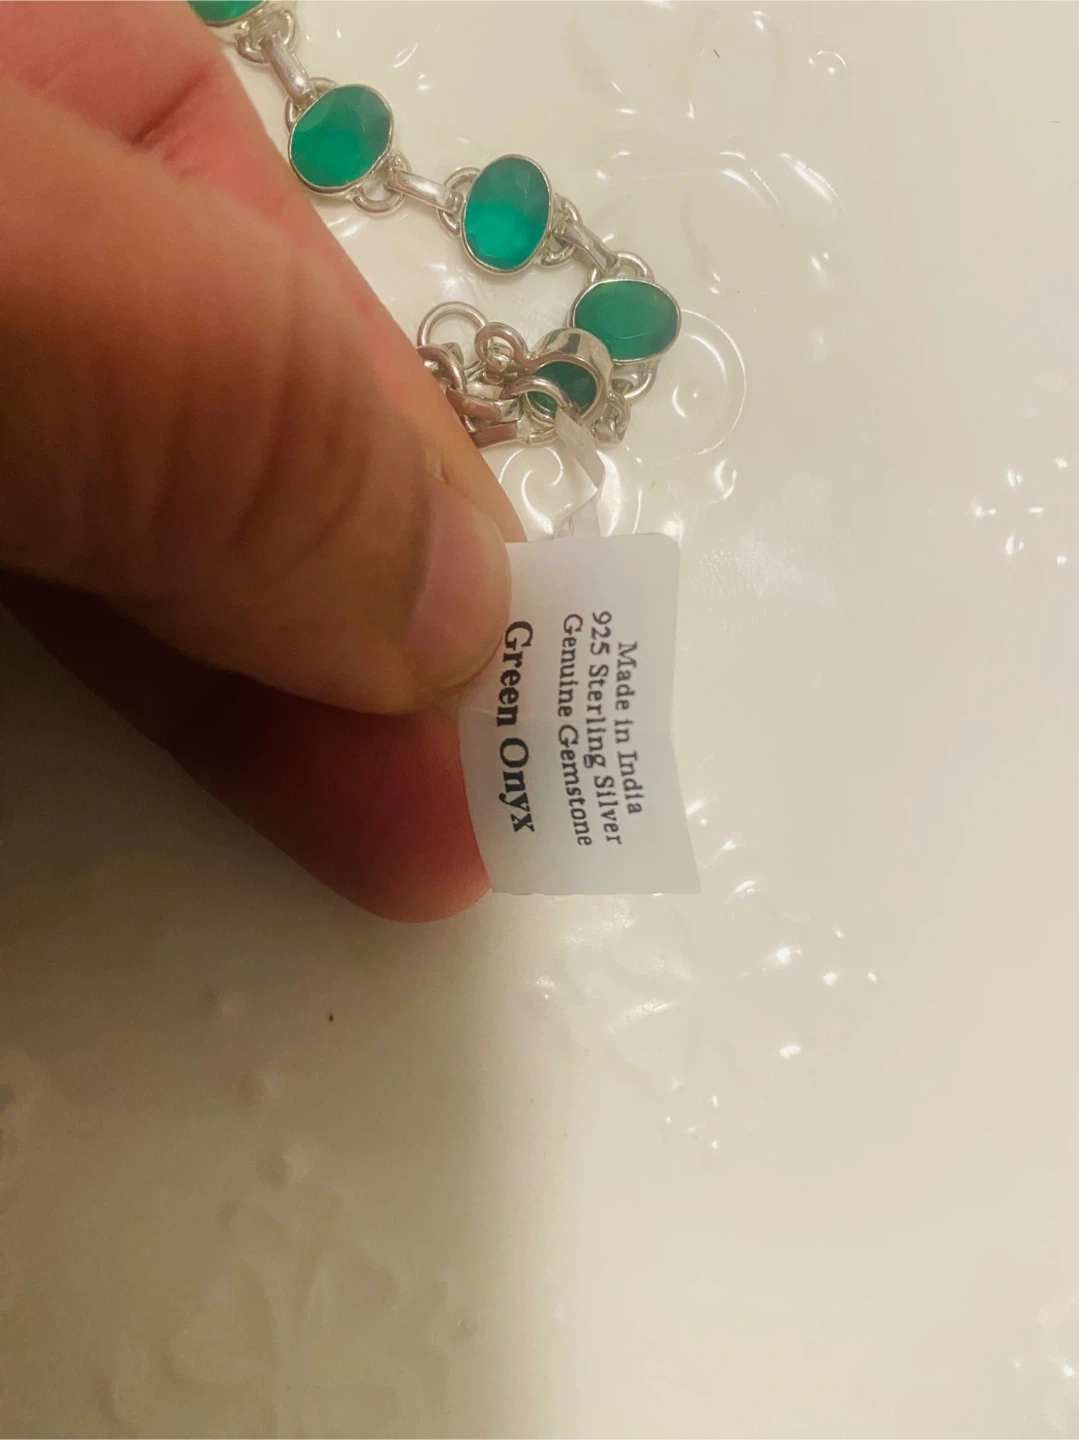 Made in India
925 Sterling Silver
Genuine Gemstone
Green Onyx